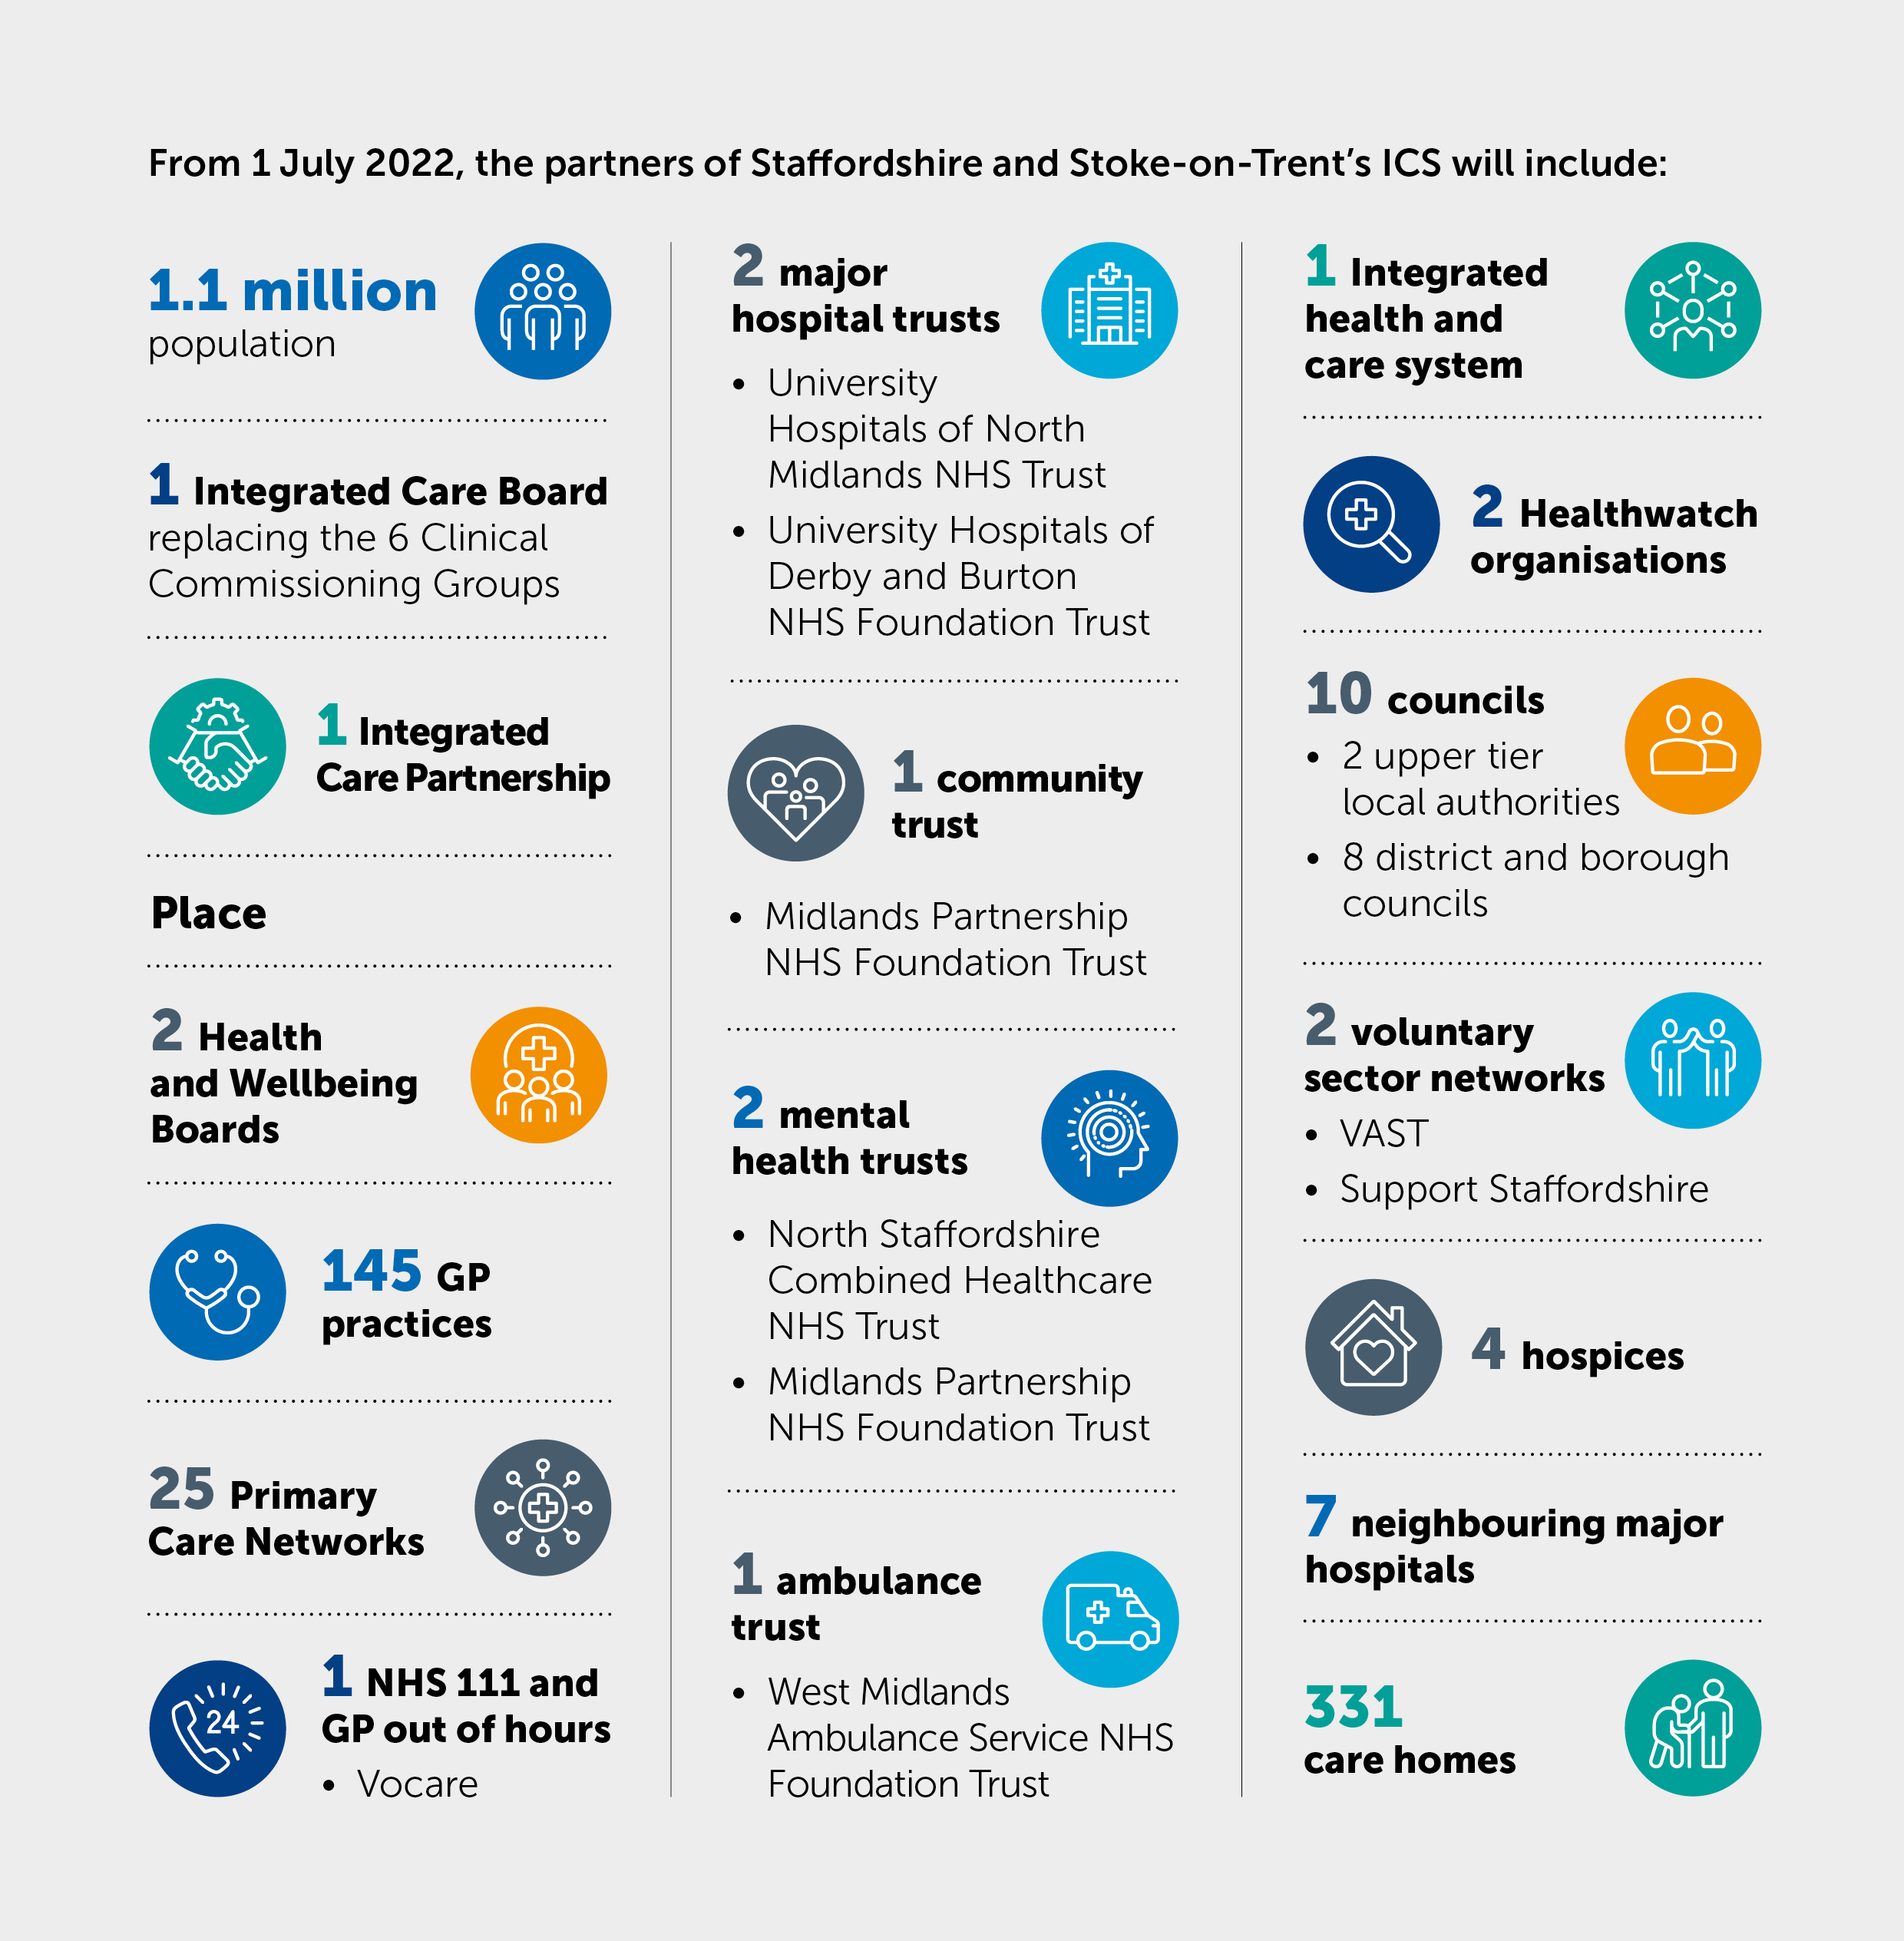 From 1 July 2022, the partners of Staffordshire and Stoke-on-Trent’s ICS will include:
1.1 million
population
1 Integrated Care Board
replacing the 6 Clinical
Commissioning Groups
1 Integrated
Care Partnership
Place
2 Health
and Wellbeing
Boards
145 GP
practices
25 Primary
Care Networks
24
1 NHS 111 and
GP out of hours
• Vocare
2 major
hospital trusts
• University
Hospitals of North
Midlands NHS Trust
• University Hospitals of
Derby and Burton
NHS Foundation Trust
1 community
trust
• Midlands Partnership
NHS Foundation Trust
2 mental
health trusts
• North Staffordshire
Combined Healthcare
NHS Trust
• Midlands Partnership
NHS Foundation Trust
1 ambulance
trust
• West Midlands
Ambulance Service NHS
Foundation Trust
1 Integrated
health and
care system
2 Healthwatch
organisations
10 councils
• 2 upper tier
local authorities
• 8 district and borough
councils
2 voluntary
sector networks
• VAST
• Support Staffordshire
4 hospices
7 neighbouring major
hospitals
331
care homes